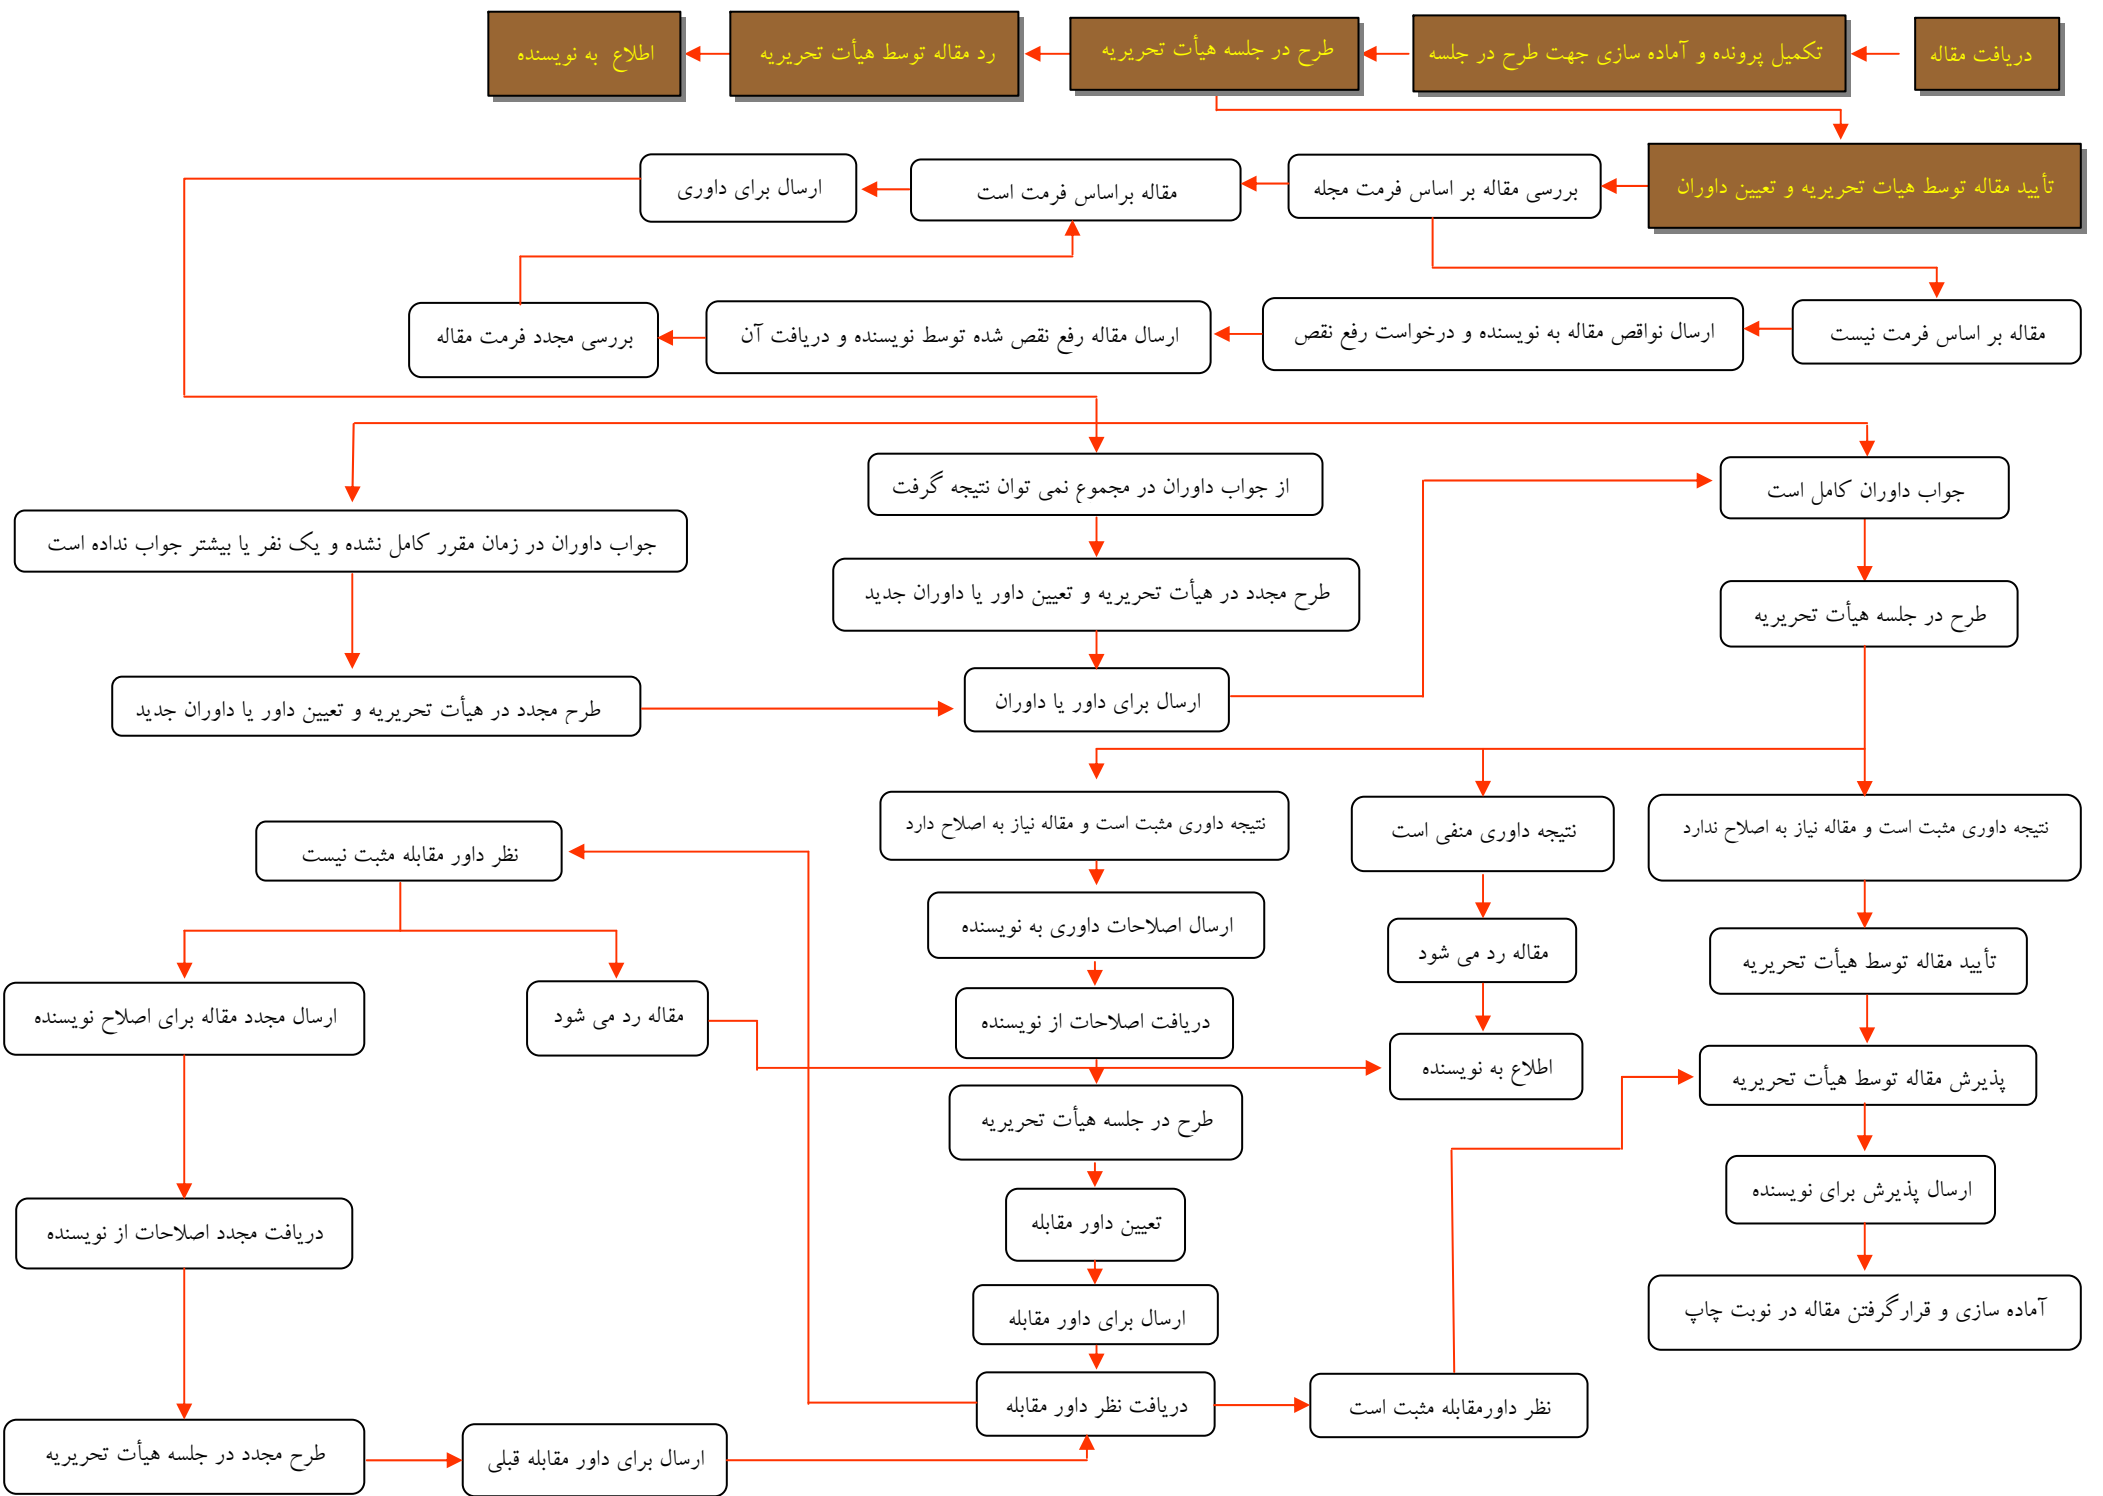 دریافت مقاله
تکمیل پرونده و آماده سازی جهت طرح در جلسه
طرح در جلسه هیأت تحریریه
رد مقاله توسط هیأت تحریریه
اطلاع به نویسنده
تأیید مقاله توسط هیات تحریریه و تعیین داوران
بررسی مقاله بر اساس فرمت مجله
مقاله براساس فرمت است
ارسال برای داوری
مقاله بر اساس فرمت نیست
ارسال نواقص مقاله به نویسنده و درخواست رفع نقص
ارسال مقاله رفع نقص شده توسط نویسنده و دریافت آن
بررسی مجدد فرمت مقاله
جواب داوران کامل است
از جواب داوران در مجموع نمی توان نتیجه گرفت
جواب داوران در زمان مقرر کامل نشده و یک نفر یا بیشتر جواب نداده است
طرح در جلسه هیأت تحریریه
طرح مجدد در هیأت تحریریه و تعیین داور یا داوران جدید
ارسال برای داور یا داوران
طرح مجدد در هیأت تحریریه و تعیین داور یا داوران جدید
نتیجه داوری مثبت است و مقاله نیاز به اصلاح ندارد
نتیجه داوری منفی است
نتیجه داوری مثبت است و مقاله نیاز به اصلاح دارد
نظر داور مقابله مثبت نیست
تأیید مقاله توسط هیأت تحریریه
مقاله رد می شود
ارسال اصلاحات داوری به نویسنده
دریافت اصلاحات از نویسنده
مقاله رد می شود
ارسال مجدد مقاله برای اصلاح نویسنده
پذیرش مقاله توسط هیأت تحریریه
اطلاع به نویسنده
طرح در جلسه هیأت تحریریه
ارسال پذیرش برای نویسنده
تعیین داور مقابله
دریافت مجدد اصلاحات از نویسنده
آماده سازی و قرارگرفتن مقاله در نوبت چاپ
ارسال برای داور مقابله
نظر داورمقابله مثبت است
دریافت نظر داور مقابله
ارسال برای داور مقابله قبلی
طرح مجدد در جلسه هیأت تحریریه